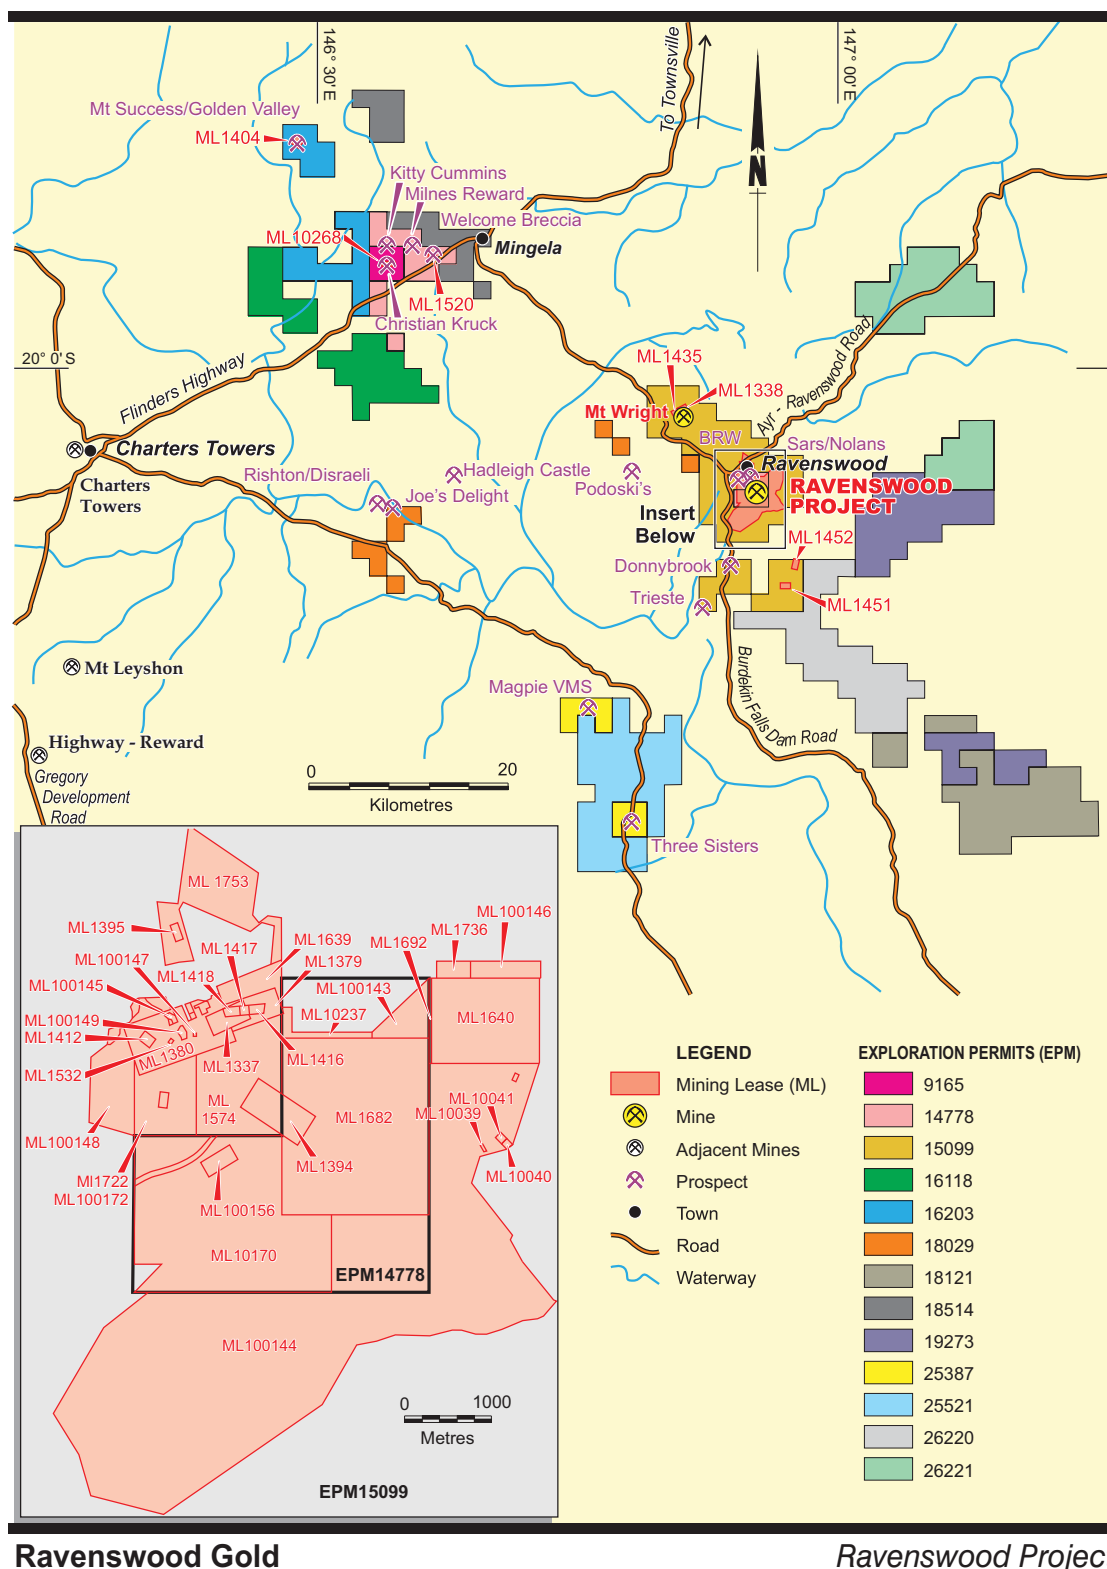 146° 30'E
To Townsville
147° 00'E
Mt Success/Golden Valley
ML1404
N
Kitty Cummins
Milnes Reward
Welcome Breccia
ML10268
Mingela
ML1520
Christian Kruck
20° 0'S
Flinders Highway
Ayr - Ravenswood Road
ML1435
ML1338
Mt Wright
BRW
Sars/Nolans
Charters Towers
Charters
Towers
Rishton/Disraeli
Hadleigh Castle
Joe's Delight
Podoski's
Ravenswood
RAVENSWOOD
PROJECT
Insert
Below
ML1452
Donnybrook
Trieste
ML1451
Mt Leyshon
Magpie VMS
Burdekin Falls Dam Road
Highway - Reward
Gregory
Development
Road
0 20
Kilometres
Three Sisters
ML 1753
ML1395
ML100146
ML1736
ML1417
ML1639
ML1692
ML100147
ML1379
ML1418
ML100145
ML100143
ML100149
ML10237
ML1640
ML1412
ML1380
ML1416
ML1532
ML1337
ML10041
ML10039
ML
1574
ML1682
ML100148
ML1394
ML10040
MI1722
ML100172
ML100156
ML10170
EPM14778
ML100144
0 1000
Metres
EPM15099
LEGEND
Mining Lease (ML)
Mine
Adjacent Mines
Prospect
Town
Road
Waterway
EXPLORATION PERMITS (EPM)
9165
14778
15099
16118
16203
18029
18121
18514
19273
25387
25521
26220
26221
Ravenswood Gold
Ravenswood Projec